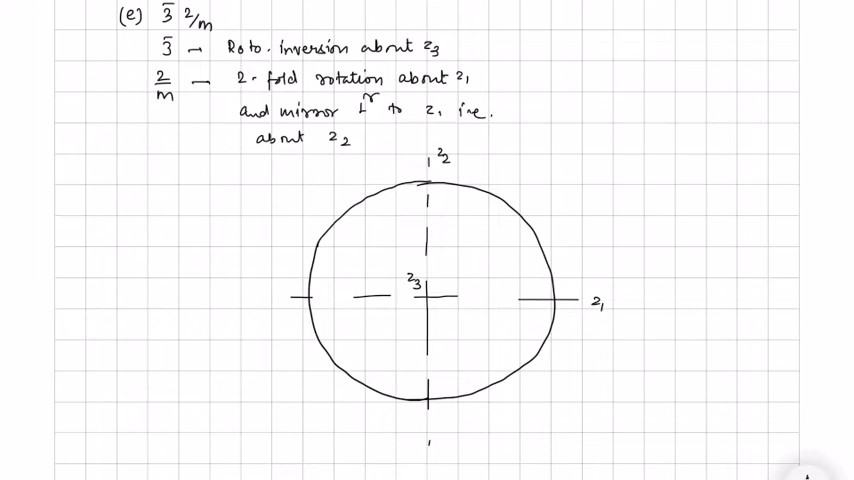 (e) 3̄ 2/m
3̄ → Roto. inversion about z₃
2/m — 2-fold rotation about z₁
and mirror ⊥ʳ to z₁ i.e.
about z₂
z₂
z₃
z₁